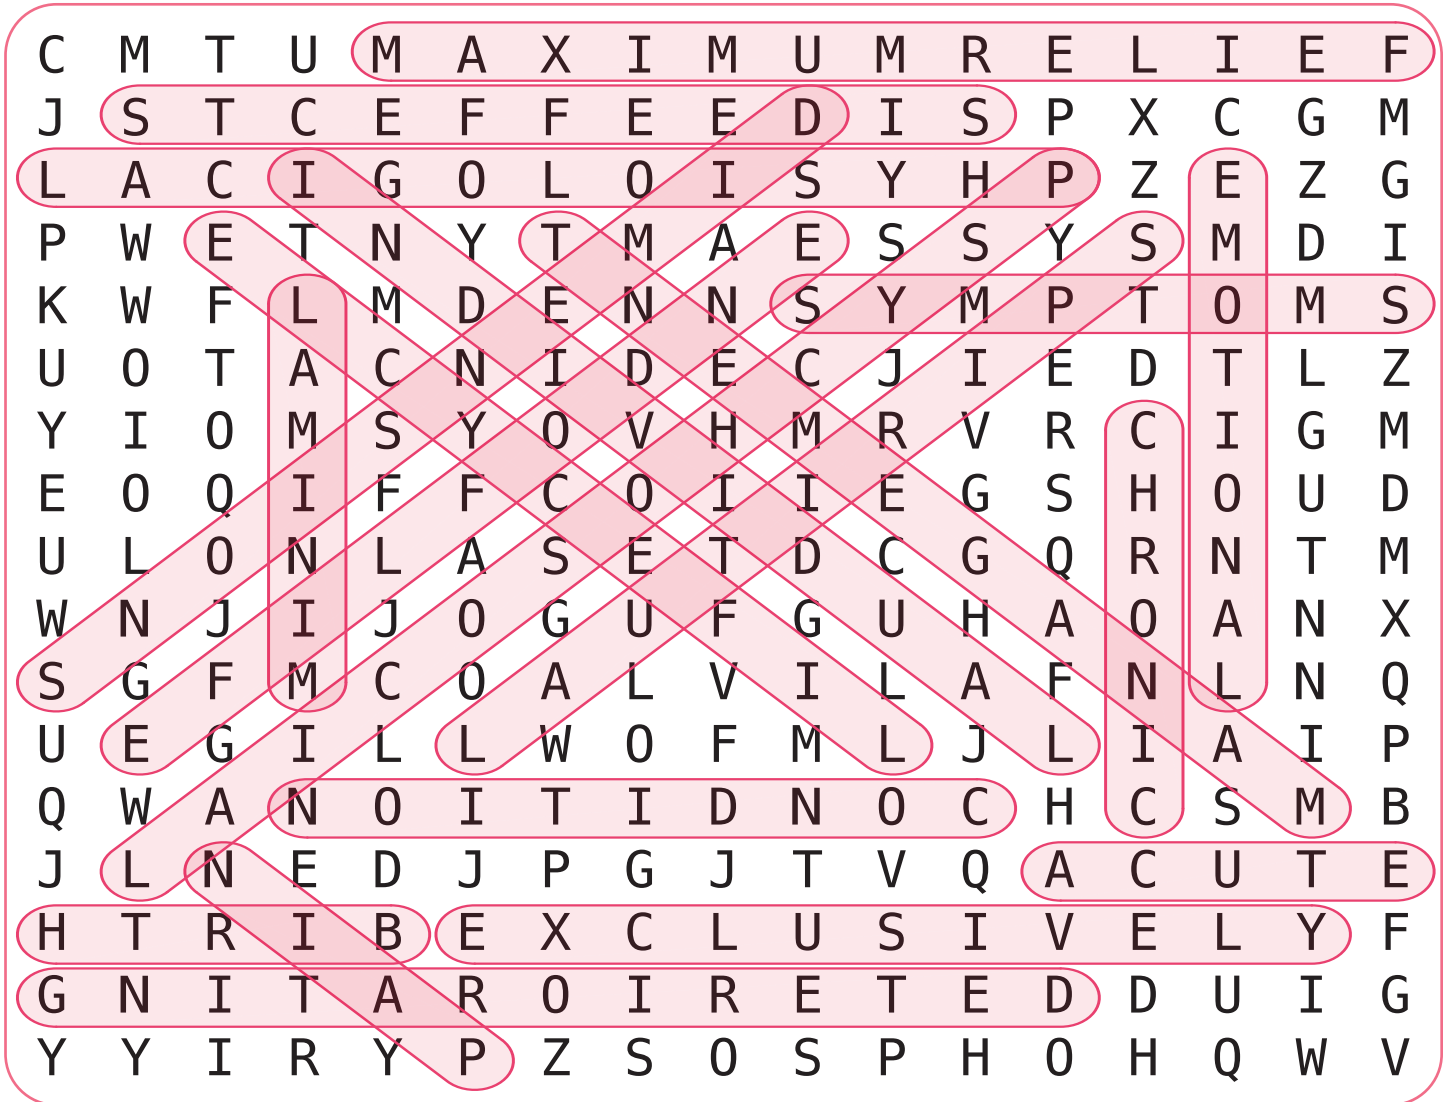 C M T U M A X I M U M R E L I E F
J S T C E F F E E D I S P X C G M
L A C I G O L O I S Y H P Z E Z G
P W E T N Y T M A E S S Y S M D I
K W F L M D E N N S Y M P T O M S
U O T A C N I D E C J I E D T L Z
Y I O M S Y O V H M R V R C I G M
E O Q I F F C O I I E G S H O U D
U L O N L A S E T D C G Q R N T M
W N J I J O G U F G U H A O A N X
S G F M C O A L V I L A F N L N Q
U E G I L L W O F M L J L I A I P
Q W A N O I T I D N O C H C S M B
J L N E D J P G J T V Q A C U T E
H T R I B E X C L U S I V E L Y F
G N I T A R O I R E T E D D U I G
Y Y I R Y P Z S O S P H O H Q W V